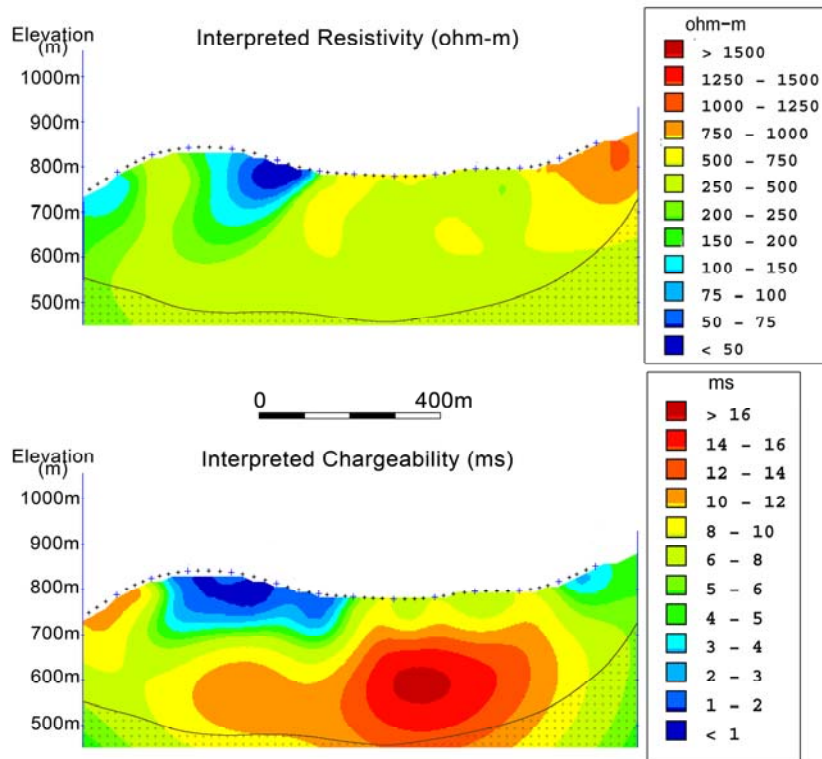 Elevation
(m)
Interpreted Resistivity (ohm-m)
1000m
900m
800m
700m
600m
500m
ohm-m
> 1500
1250 - 1500
1000 - 1250
750 - 1000
500 - 750
250 - 500
200 - 250
150 - 200
100 - 150
75 - 100
50 - 75
< 50
0 400m
Elevation
(m)
Interpreted Chargeability (ms)
1000m
900m
800m
700m
600m
500m
ms
> 16
14 - 16
12 - 14
10 - 12
8 - 10
6 - 8
5 - 6
4 - 5
3 - 4
2 - 3
1 - 2
< 1